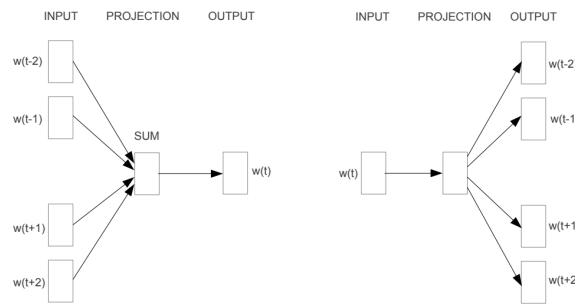 INPUT PROJECTION OUTPUT
w(t-2)
w(t-1)
SUM
w(t)
w(t+1)
w(t+2)
INPUT PROJECTION OUTPUT
w(t-2
w(t-1
w(t)
w(t+1
w(t+2